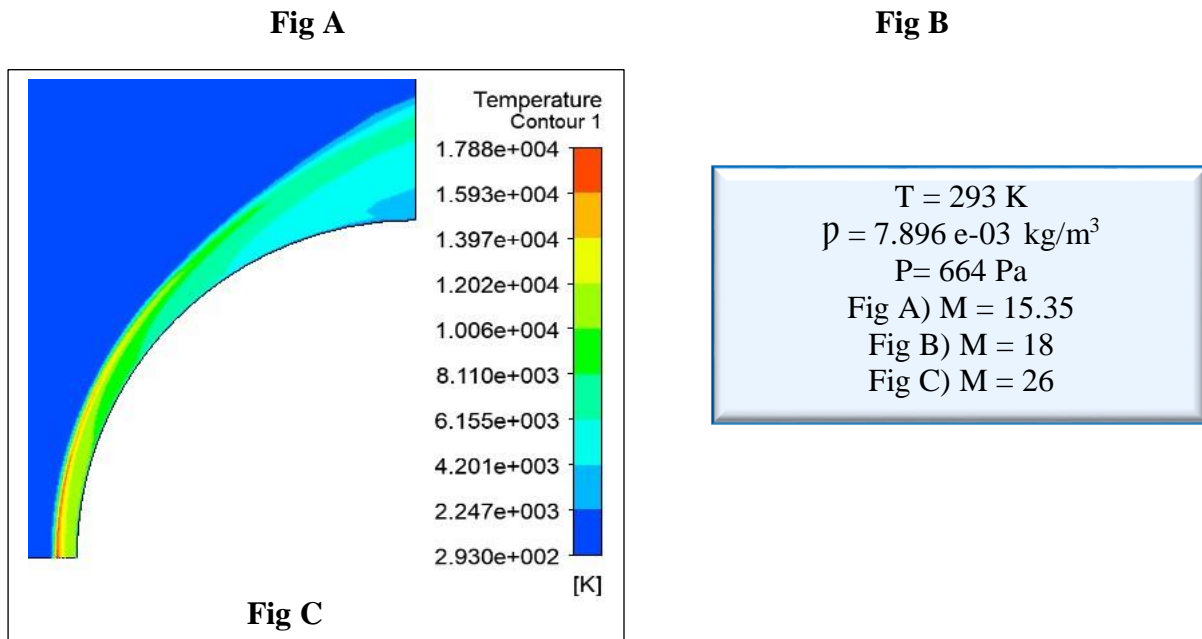 Fig A
Fig B
Temperature
Contour 1
1.788e+004
1.593e+004
1.397e+004
1.202e+004
1.006e+004
8.110e+003
6.155e+003
4.201e+003
2.247e+003
2.930e+002
[K]
Fig C
T = 293 K
p = 7.896 e-03 kg/m³
P= 664 Pa
Fig A) M = 15.35
Fig B) M = 18
Fig C) M = 26